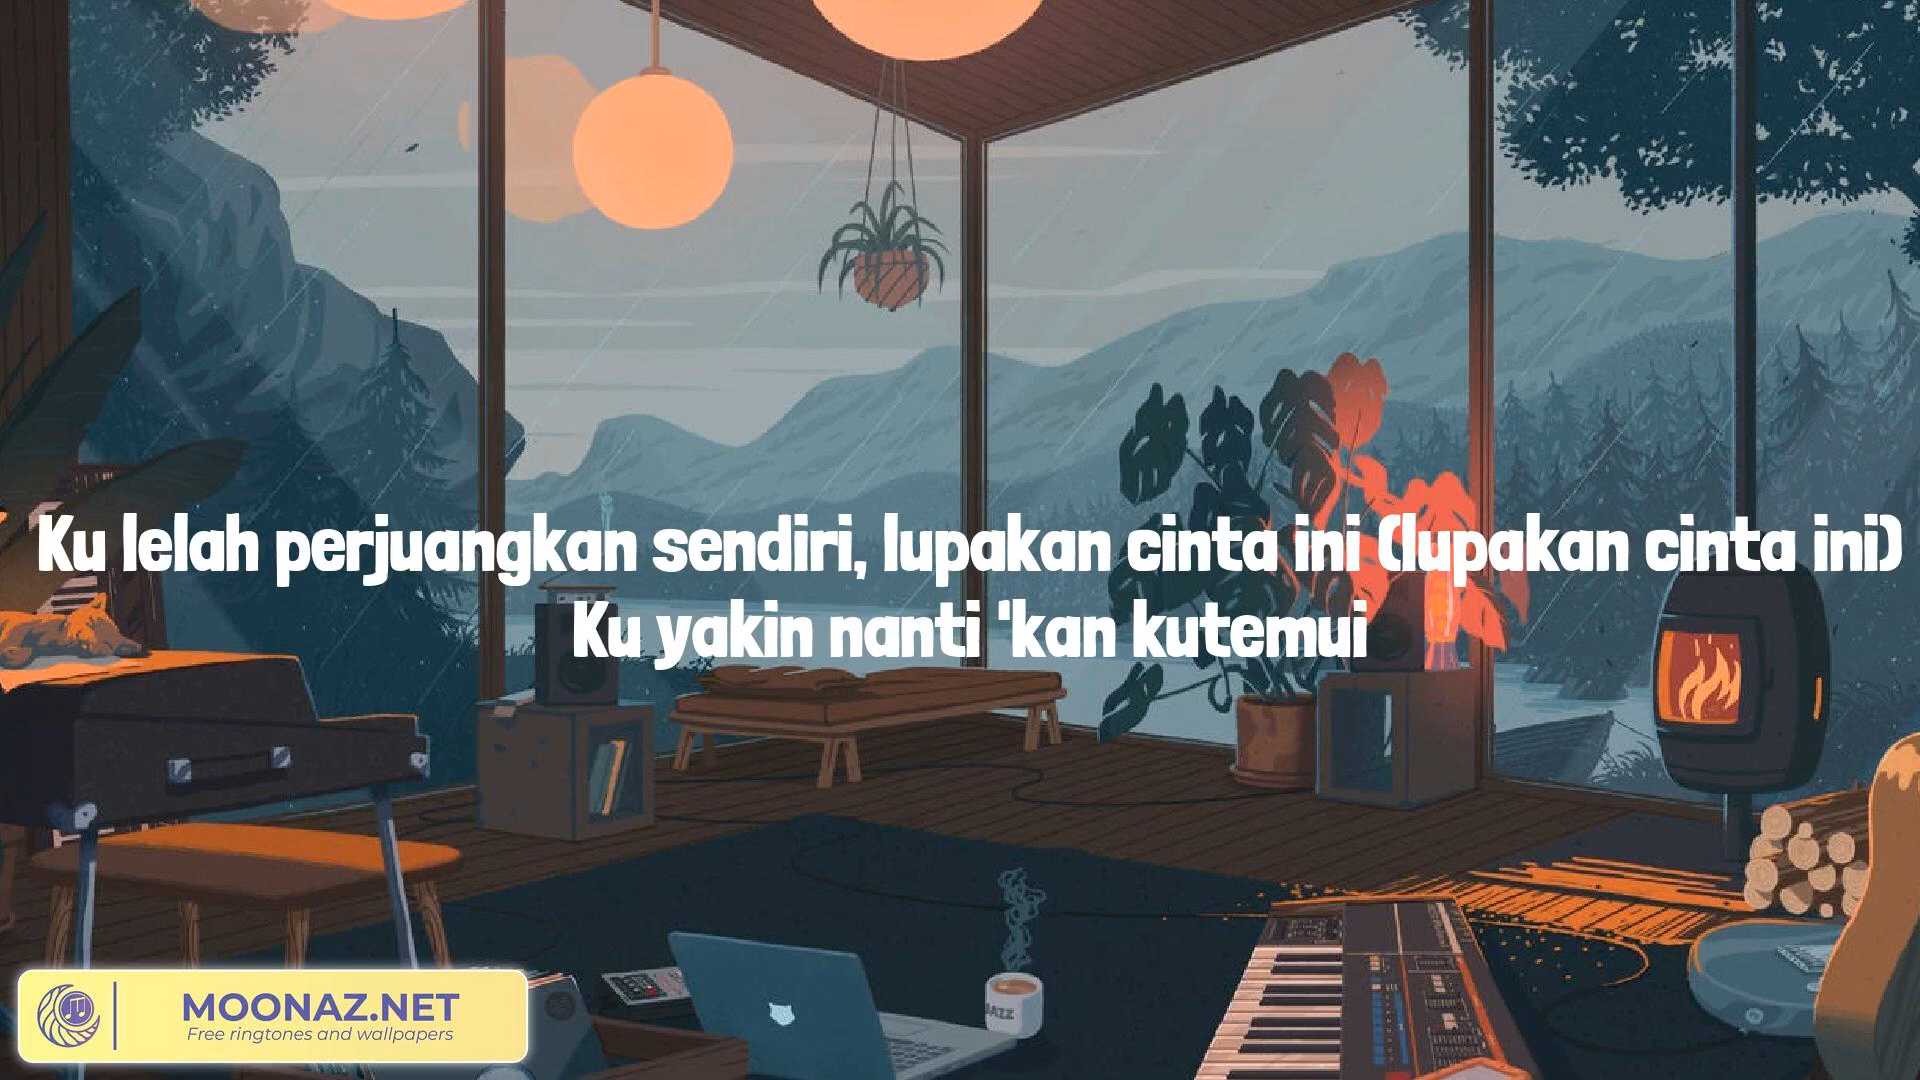 Ku lelah perjuangkan sendiri, lupakan cinta ini (lupakan cinta ini)
Ku yakin nanti 'kan kutemui
JAZZ
MOONAZ.NET
Free ringtones and wallpapers